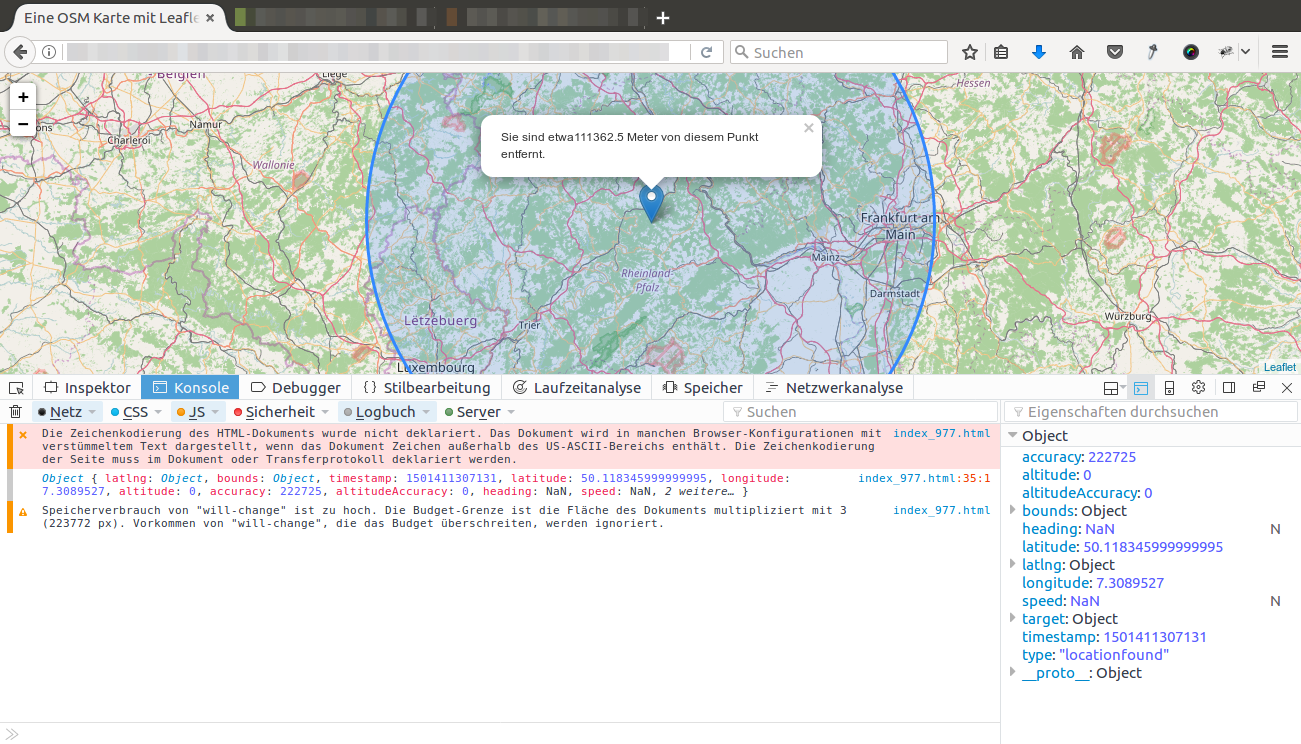 Eine OSM Karte mit Leafle
Suchen
Belgien
Liège
Hessen
+
−
ons
Namur
Charleroi
Wallonie
Sie sind etwa111362.5 Meter von diesem Punkt
entfernt.
×
Frankfurt am
Main
Mainz
Rheinland
Pfalz
Darmstadt
Lëtzebuerg
Trier
Würzburg
Luxembourg
Leaflet
Inspektor
Konsole
Debugger
Stilbearbeitung
Laufzeitanalyse
Speicher
Netzwerkanalyse
Netz
CSS
JS
Sicherheit
Logbuch
Server
Suchen
Eigenschaften durchsuchen
Die Zeichenkodierung des HTML-Dokuments wurde nicht deklariert. Das Dokument wird in manchen Browser-Konfigurationen mit index_977.html
verstümmeltem Text dargestellt, wenn das Dokument Zeichen außerhalb des US-ASCII-Bereichs enthält. Die Zeichenkodierung
der Seite muss im Dokument oder Transferprotokoll deklariert werden.
Object { latlng: Object, bounds: Object, timestamp: 1501411307131, latitude: 50.118345999999995, longitude: index_977.html:35:1
7.3089527, altitude: 0, accuracy: 222725, altitudeAccuracy: 0, heading: NaN, speed: NaN, 2 weitere… }
Speicherverbrauch von "will-change" ist zu hoch. Die Budget-Grenze ist die Fläche des Dokuments multipliziert mit 3 index_977.html
(223772 px). Vorkommen von "will-change", die das Budget überschreiten, werden ignoriert.
Object
accuracy: 222725
altitude: 0
altitudeAccuracy: 0
bounds: Object
heading: NaN N
latitude: 50.118345999999995
latlng: Object
longitude: 7.3089527
speed: NaN N
target: Object
timestamp: 1501411307131
type: "locationfound"
__proto__: Object